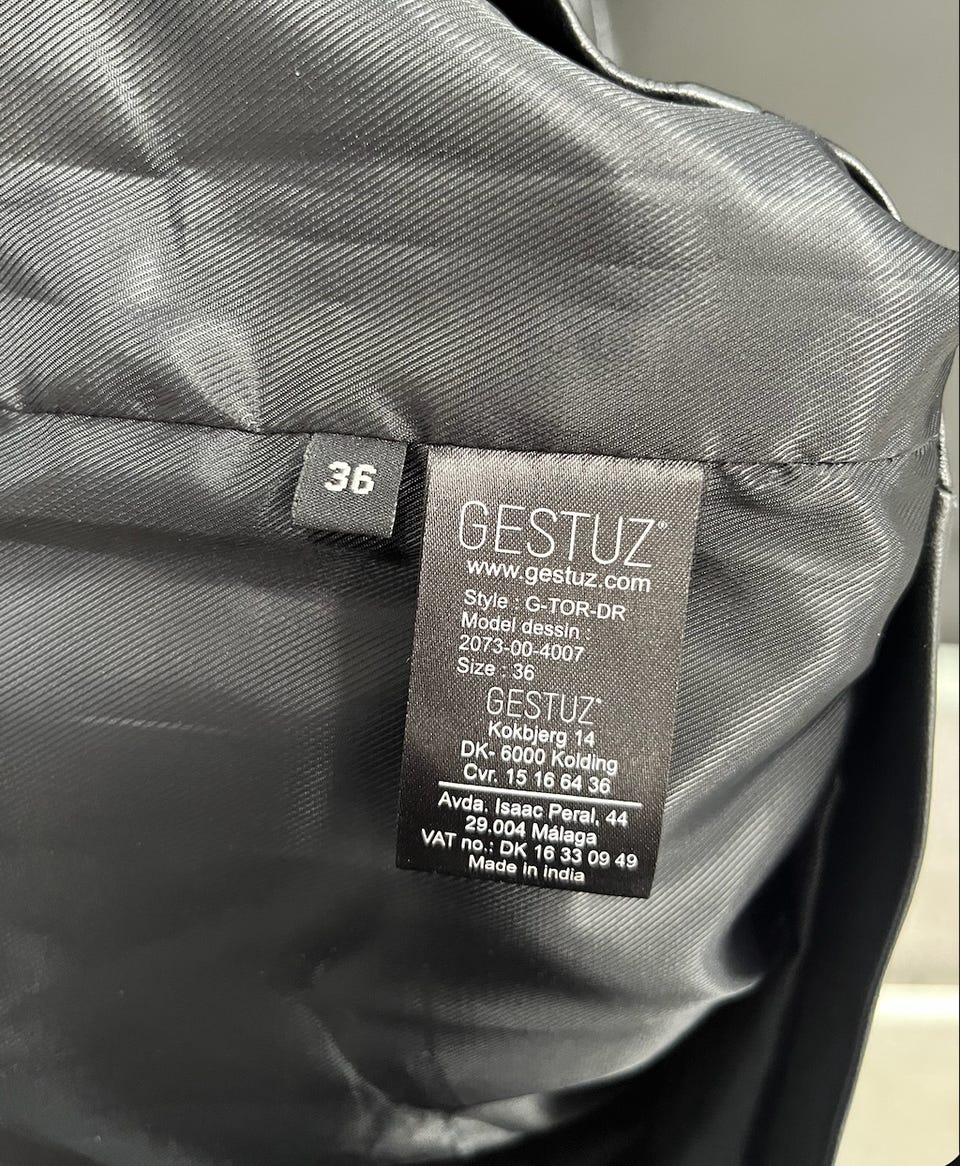 36
GESTUZ®
www.gestuz.com
Style : G-TOR-DR
Model dessin :
2073-00-4007
Size : 36
GESTUZ®
Kokbjerg 14
DK- 6000 Kolding
Cvr. 15 16 64 36
Avda. Isaac Peral, 44
29.004 Málaga
VAT no.: DK 16 33 09 49
Made in india